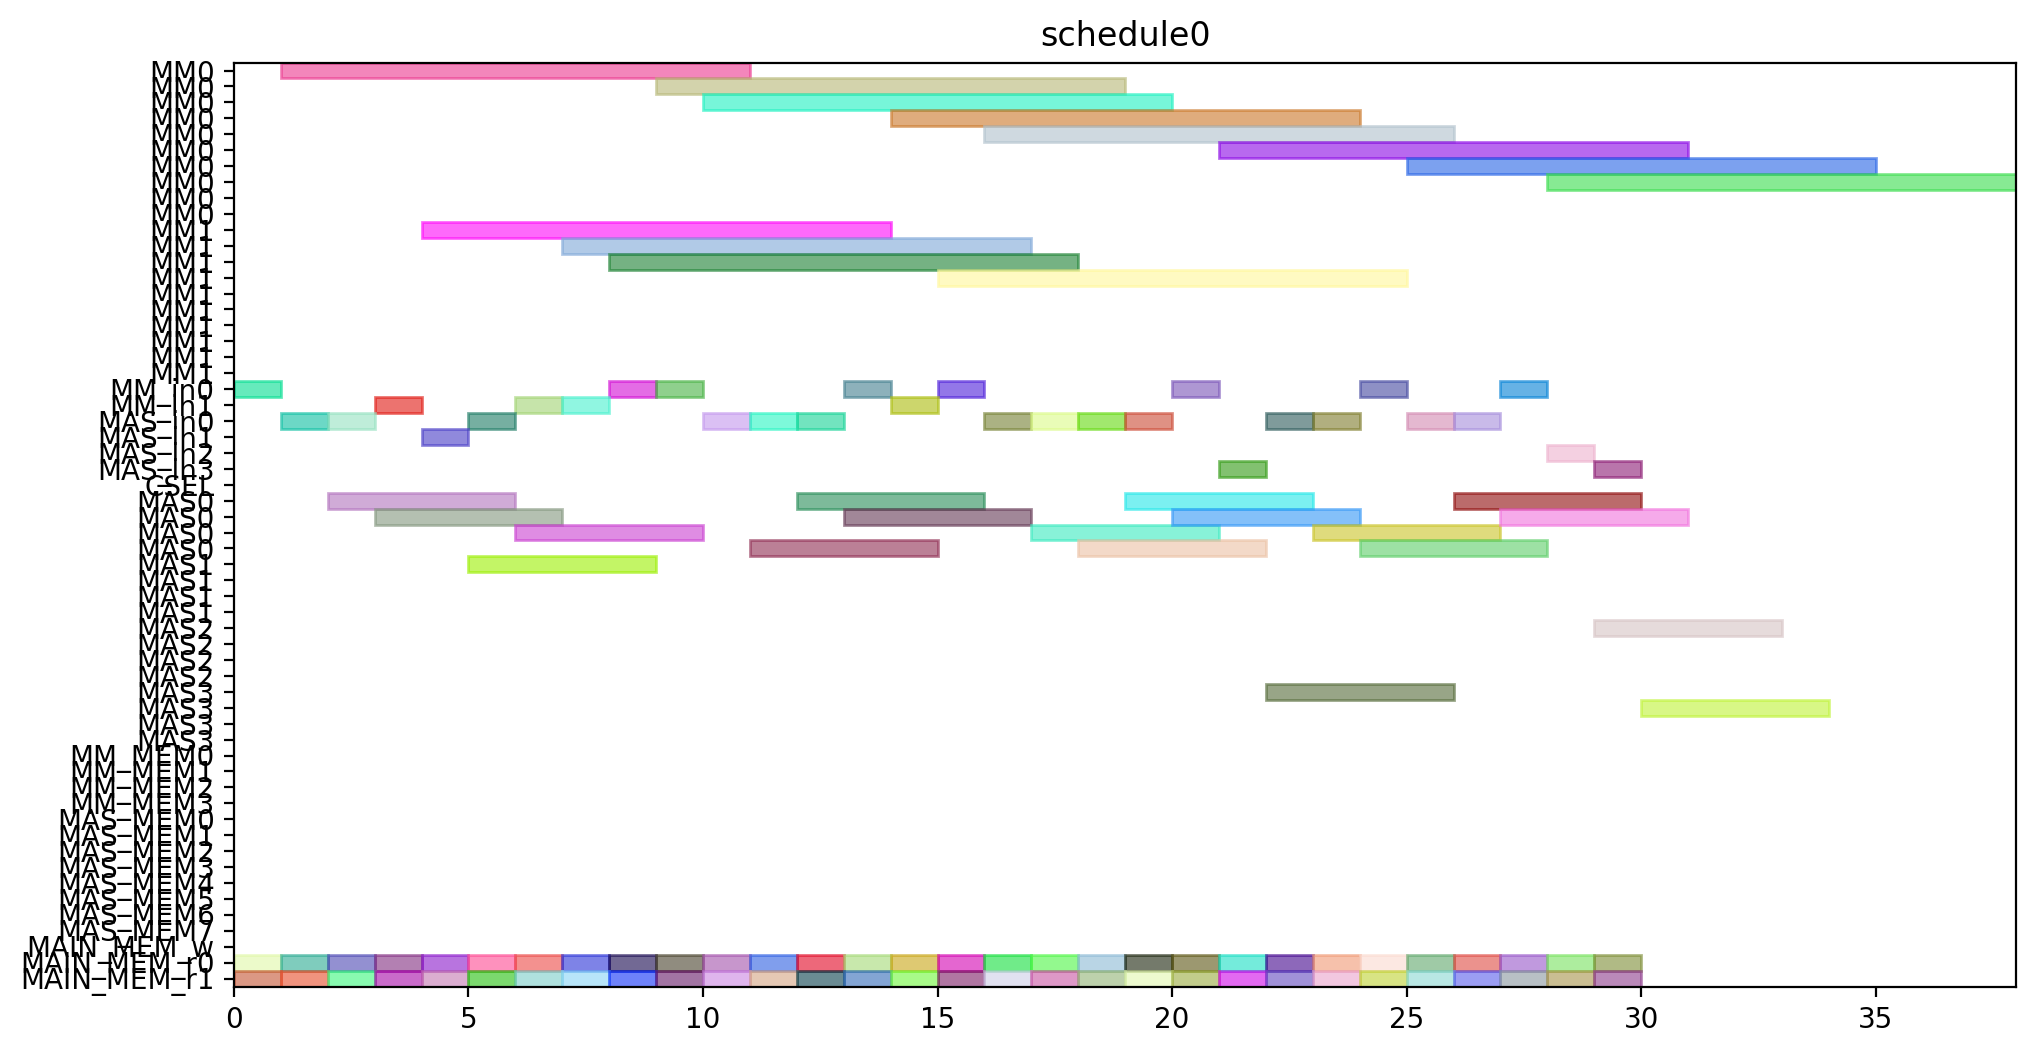 schedule0
MM0
MM0
MM0
MM0
MM0
MM0
MM0
MM0
MM0
MM0
MM1
MM1
MM1
MM1
MM1
MM1
MM1
MM1
MM1
MM1
MM_in0
MM_in1
MAS_in0
MAS_in1
MAS_in2
MAS_in3
CSEL
MAS0
MAS0
MAS0
MAS0
MAS1
MAS1
MAS1
MAS1
MAS2
MAS2
MAS2
MAS2
MAS3
MAS3
MAS3
MAS3
MM_MEM0
MM_MEM1
MM_MEM2
MM_MEM3
MAS_MEM0
MAS_MEM1
MAS_MEM2
MAS_MEM3
MAS_MEM4
MAS_MEM5
MAS_MEM6
MAS_MEM7
MAIN_MEM_w
MAIN_MEM_r0
MAIN_MEM_r1
0 5 10 15 20 25 30 35